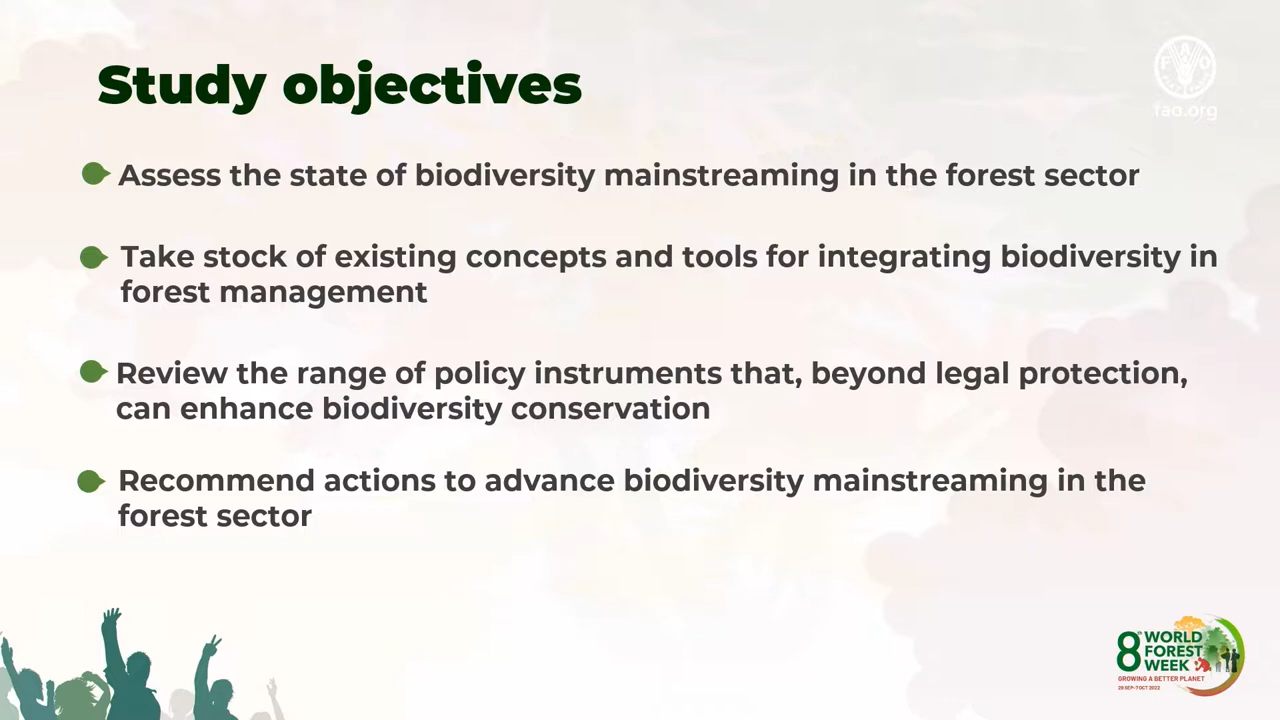 Study objectives
fao.org
Assess the state of biodiversity mainstreaming in the forest sector
Take stock of existing concepts and tools for integrating biodiversity in
forest management
Review the range of policy instruments that, beyond legal protection,
can enhance biodiversity conservation
Recommend actions to advance biodiversity mainstreaming in the
forest sector
8th WORLD
FOREST
WEEK
GROWING A BETTER PLANET